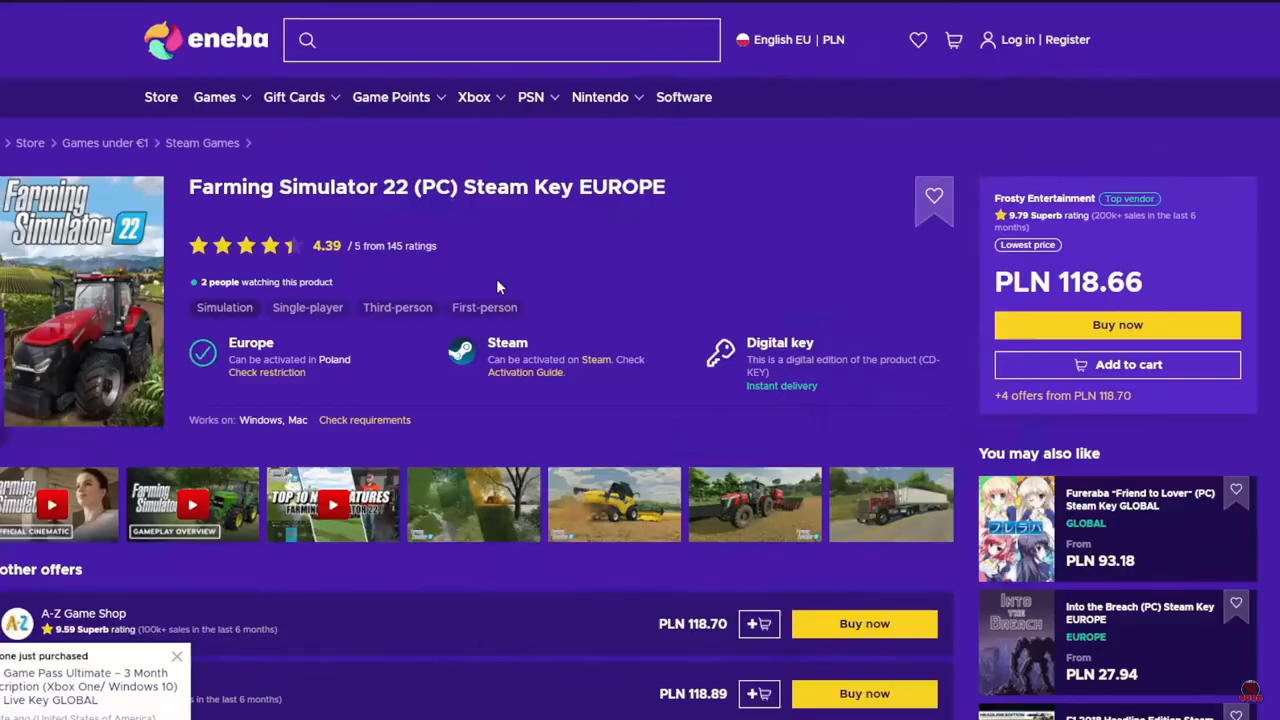 eneba
English EU | PLN
Log in | Register
Store Games Gift Cards Game Points Xbox PSN Nintendo Software
Store Games under €1 Steam Games
Farming Simulator 22
Farming Simulator 22 (PC) Steam Key EUROPE
4.39 / 5 from 145 ratings
2 people watching this product
Simulation Single-player Third-person First-person
Europe
Can be activated in Poland
Check restriction
Steam
Can be activated on Steam. Check
Activation Guide.
Digital key
This is a digital edition of the product (CD-
KEY)
Instant delivery
Works on: Windows, Mac Check requirements
Frosty Entertainment Top vendor
9.79 Superb rating (200k+ sales in the last 6
months)
Lowest price
PLN 118.66
Buy now
Add to cart
+4 offers from PLN 118.70
Farming
Simulator
GAMEPLAY OVERVIEW
other offers
A-Z
A-Z Game Shop
9.59 Superb rating (100k+ sales in the last 6 months)
PLN 118.70
Buy now
in the last 6 months)
PLN 118.89
Buy now
one just purchased
Game Pass Ultimate – 3 Month
cription (Xbox One/ Windows 10)
Live Key GLOBAL
You may also like
Fureraba ~Friend to Lover~ (PC)
Steam Key GLOBAL
GLOBAL
From
PLN 93.18
INTO
THE
BREACH
Into the Breach (PC) Steam Key
EUROPE
EUROPE
From
PLN 27.94